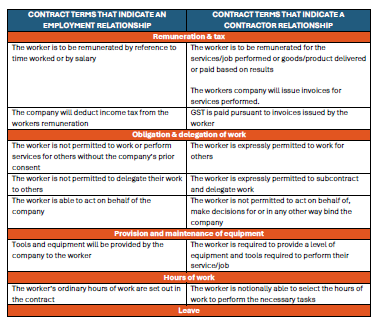 CONTRACT TERMS THAT INDICATE AN
EMPLOYMENT RELATIONSHIP
CONTRACT TERMS THAT INDICATE A
CONTRACTOR RELATIONSHIP
Remuneration & tax
The worker is to be remunerated by reference to
time worked or by salary
The worker is to be remunerated for the
services/job performed or goods/product delivered
or paid based on results
The workers company will issue invoices for
services performed.
The company will deduct income tax from the
workers remuneration
GST is paid pursuant to invoices issued by the
worker
Obligation & delegation of work
The worker is not permitted to work or perform
services for others without the company's prior
consent
The worker is expressly permitted to work for
others
The worker is not permitted to delegate their work
to others
The worker is expressly permitted to subcontract
and delegate work
The worker is able to act on behalf of the
company
The worker is not permitted to act on behalf of,
make decisions for or in any other way bind the
company
Provision and maintenance of equipment
Tools and equipment will be provided by the
company to the worker
The worker is required to provide a level of
equipment and tools required to perform their
service/job
Hours of work
The worker's ordinary hours of work are set out in
the contract
The worker is notionally able to select the hours of
work to perform the necessary tasks
Leave